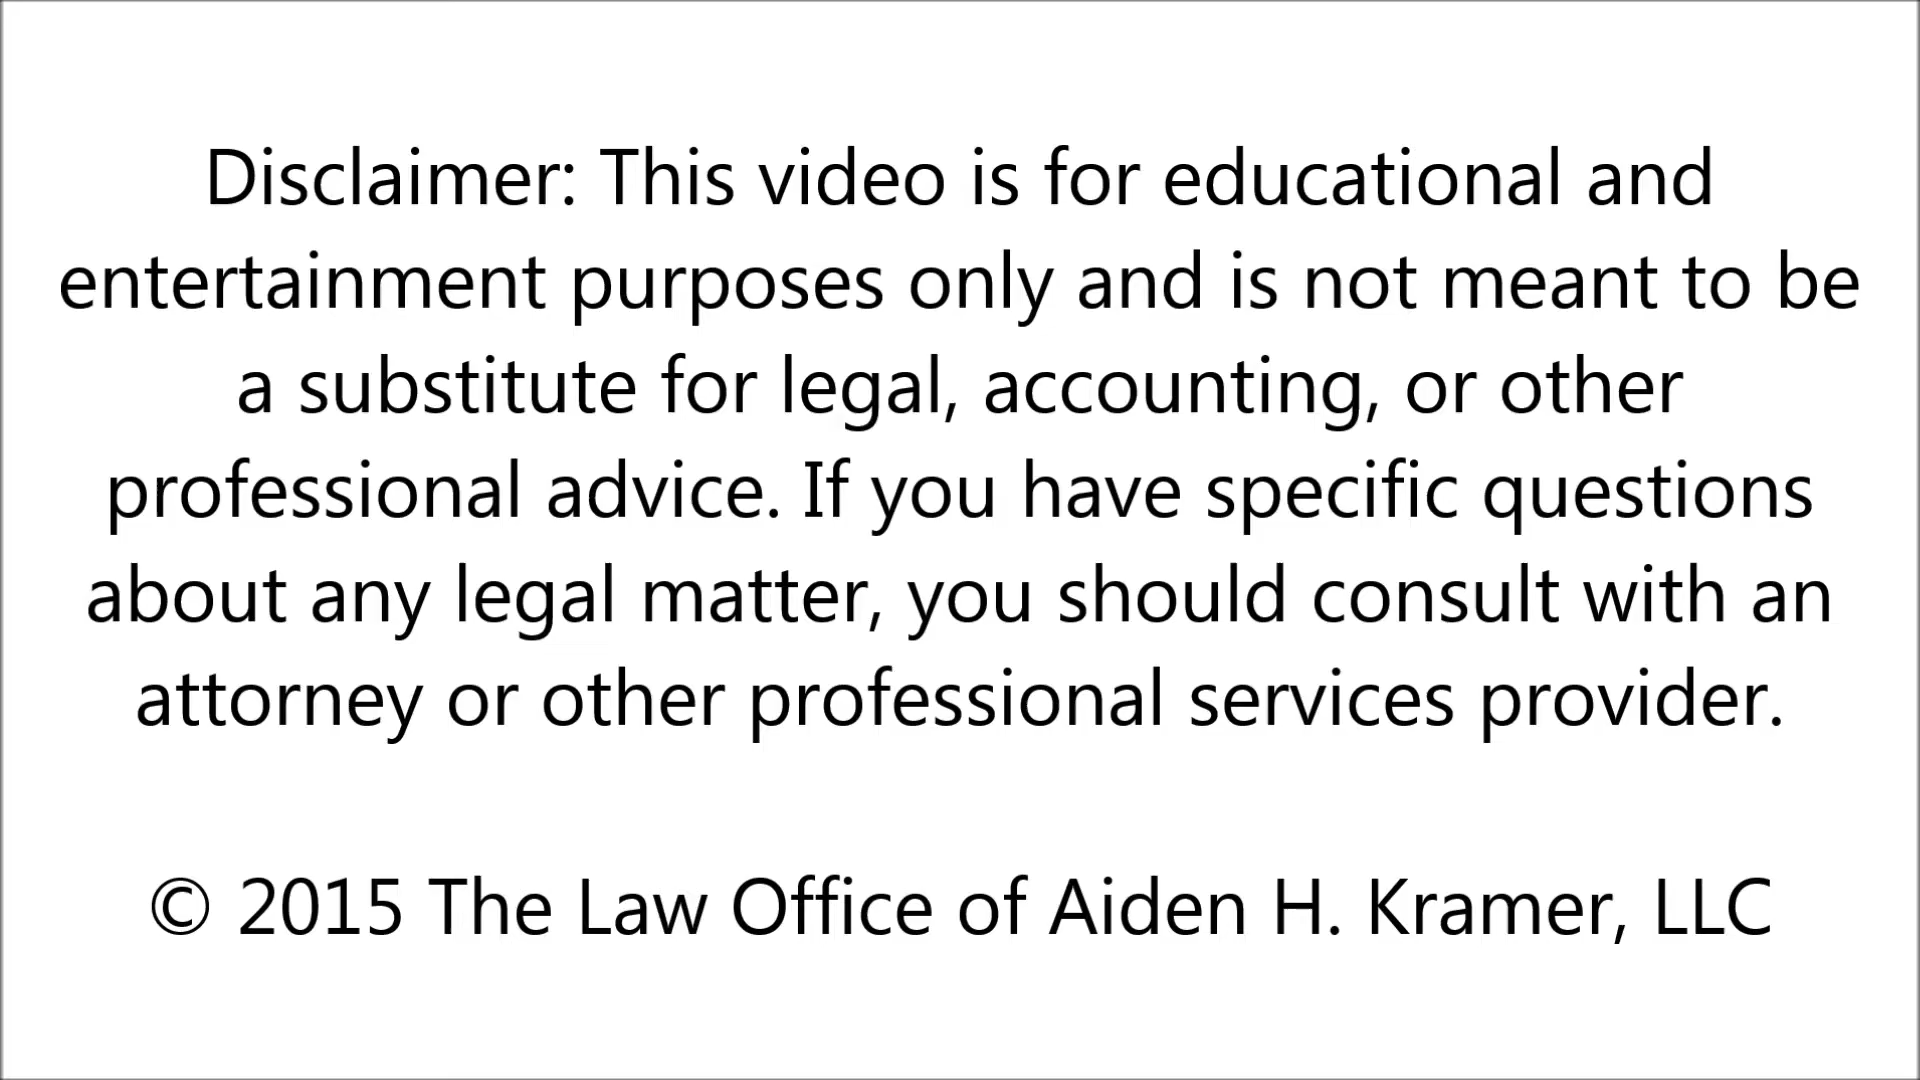 Disclaimer: This video is for educational and
entertainment purposes only and is not meant to be
a substitute for legal, accounting, or other
professional advice. If you have specific questions
about any legal matter, you should consult with an
attorney or other professional services provider.
© 2015 The Law Office of Aiden H. Kramer, LLC